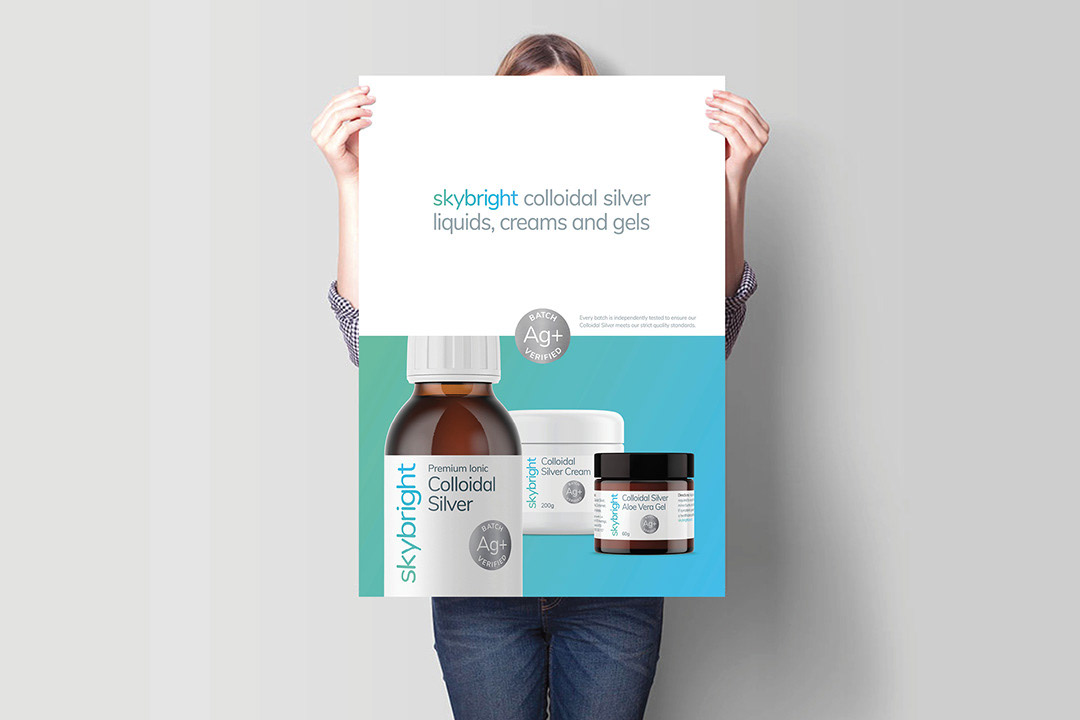 skybright colloidal silver
liquids, creams and gels
BATCH
Ag+
VERIFIED
Every batch is independently tested to ensure our
Colloidal Silver meets our strict quality standards.
skybright
Premium Ionic
Colloidal
Silver
BATCH
Ag+
VERIFIED
skybright
Colloidal
Silver Cream
Ag+
200g
skybright
Colloidal Silver
Aloe Vera Gel
Ag+
60g